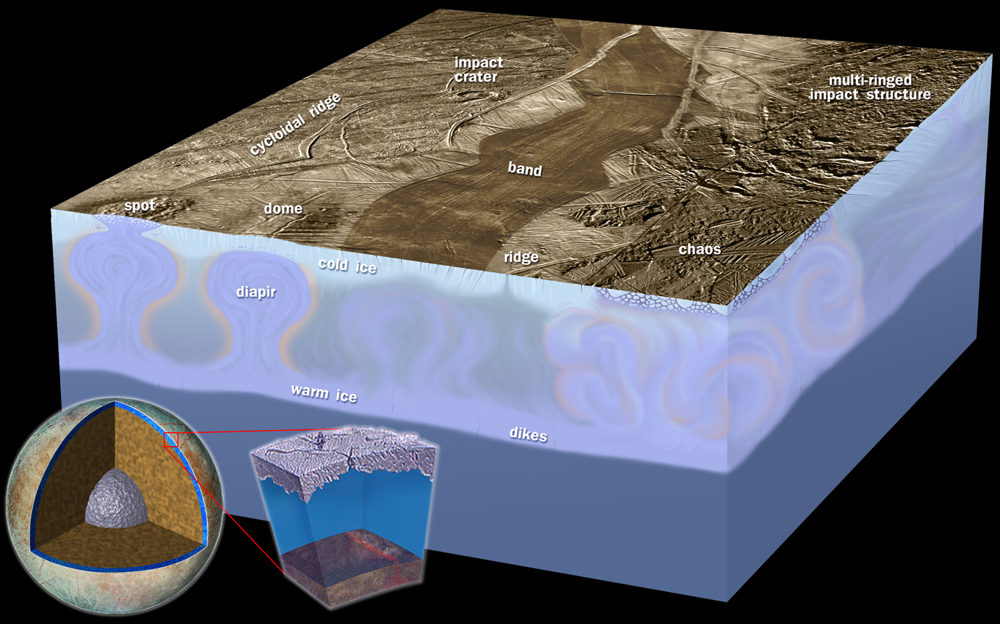 impact
crater
multi-ringed
impact structure
cycloidal ridge
band
spot
dome
ridge
chaos
cold ice
diapir
warm ice
dikes